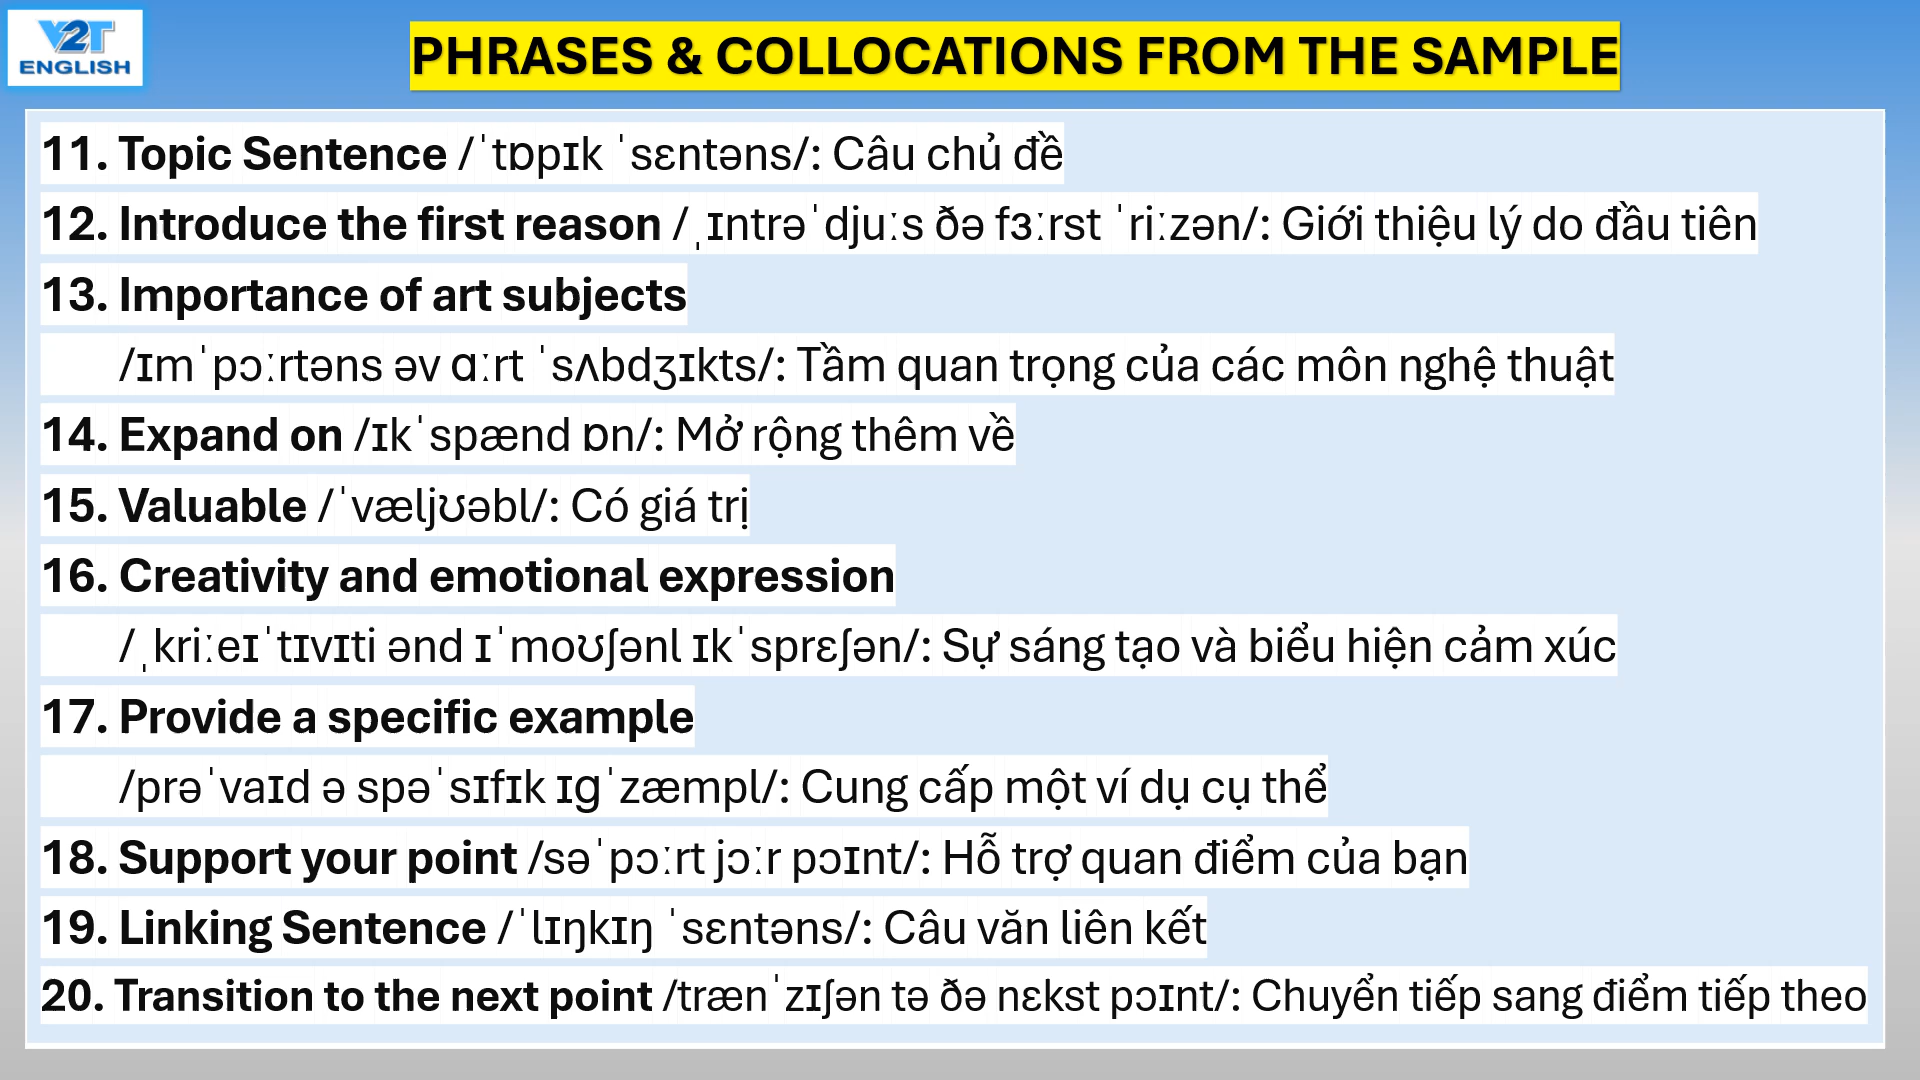 V2T
ENGLISH
PHRASES & COLLOCATIONS FROM THE SAMPLE
11. Topic Sentence /ˈtɒpɪk ˈsɛntəns/: Câu chủ đề
12. Introduce the first reason /ˌɪntrəˈdjuːs ðə fɜːrst ˈriːzən/: Giới thiệu lý do đầu tiên
13. Importance of art subjects
/ɪmˈpɔːrtəns əv ɑːrt ˈsʌbdʒɪkts/: Tầm quan trọng của các môn nghệ thuật
14. Expand on /ɪkˈspænd ɒn/: Mở rộng thêm về
15. Valuable /ˈvæljʊəbl/: Có giá trị
16. Creativity and emotional expression
/ˌkriːeɪˈtɪvɪti ənd ɪˈmoʊʃənl ɪkˈsprɛʃən/: Sự sáng tạo và biểu hiện cảm xúc
17. Provide a specific example
/prəˈvaɪd ə spəˈsɪfɪk ɪɡˈzæmpl/: Cung cấp một ví dụ cụ thể
18. Support your point /səˈpɔːrt jɔːr pɔɪnt/: Hỗ trợ quan điểm của bạn
19. Linking Sentence /ˈlɪŋkɪŋ ˈsɛntəns/: Câu văn liên kết
20. Transition to the next point /trænˈzɪʃən tə ðə nɛkst pɔɪnt/: Chuyển tiếp sang điểm tiếp theo